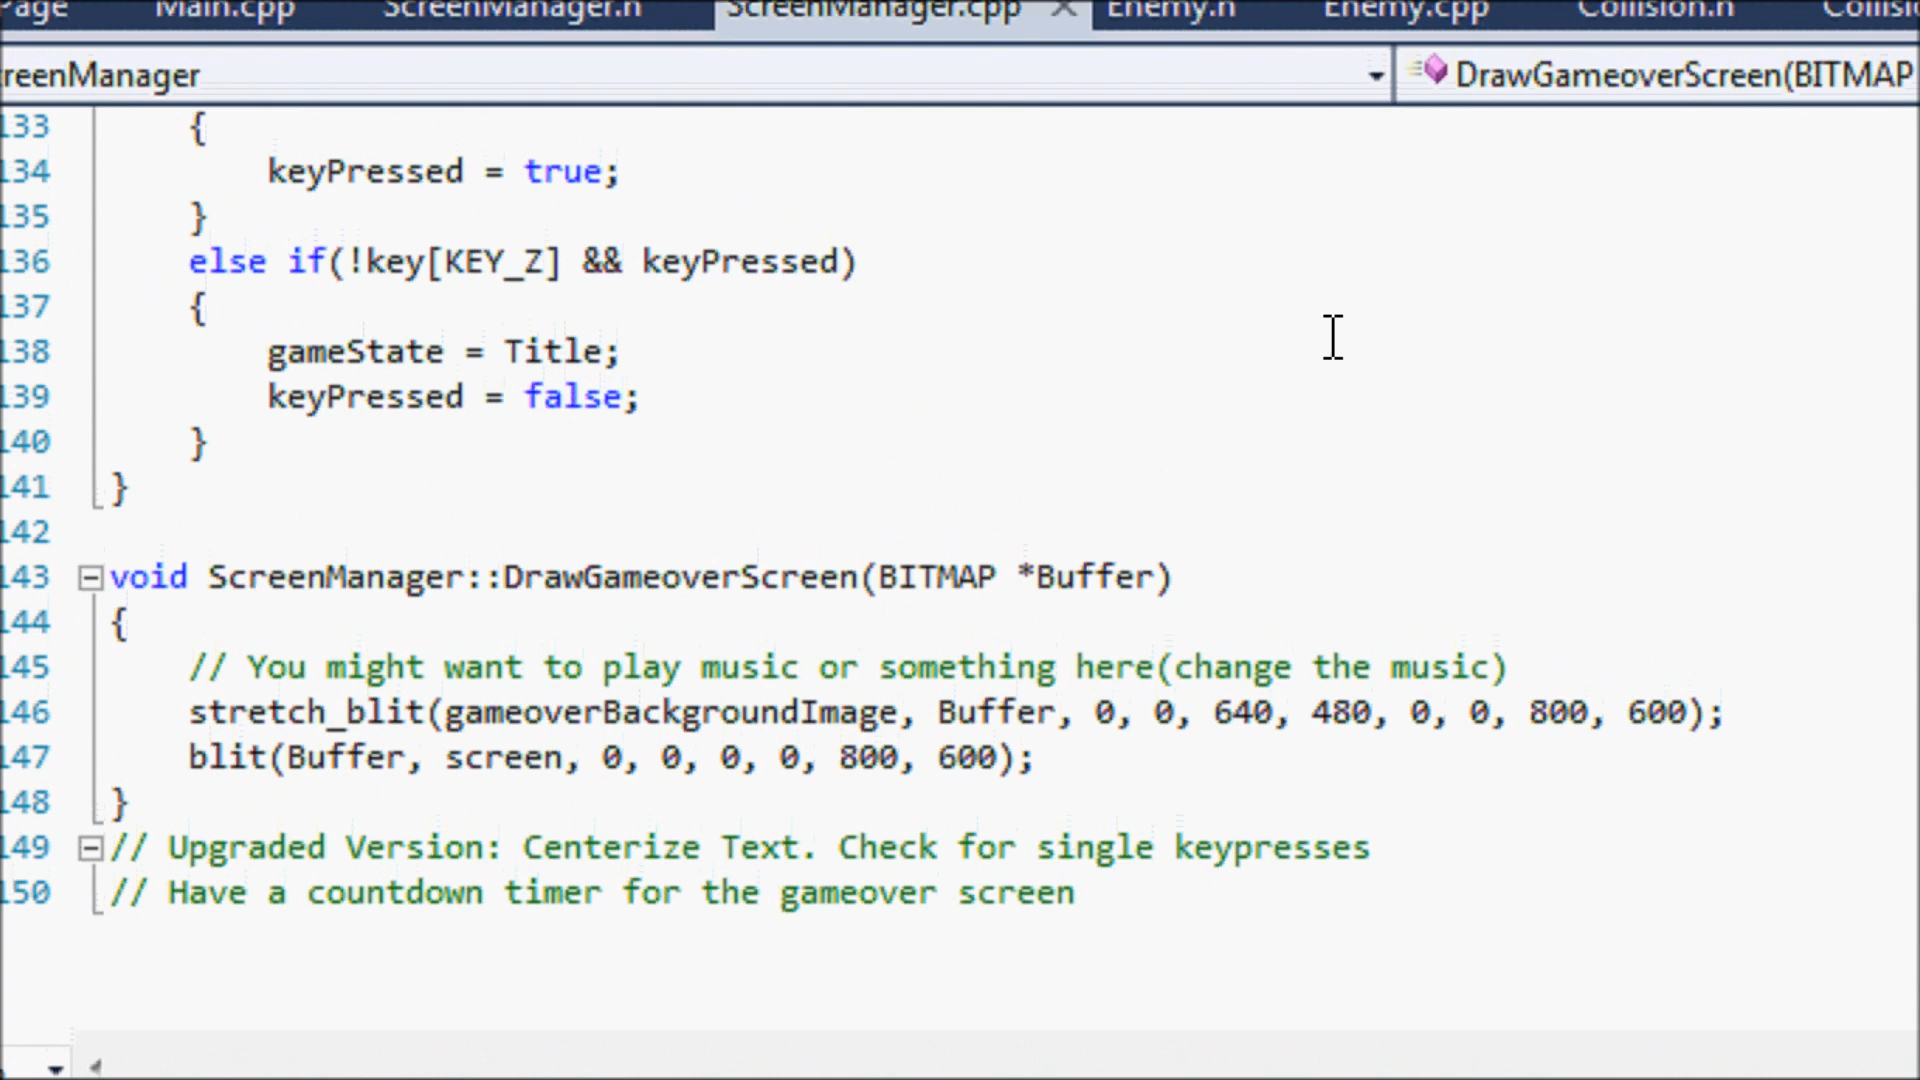 Page Main.cpp ScreenManager.h ScreenManager.cpp Enemy.h Enemy.cpp Collision.h
reenManager DrawGameoverScreen(BITMAP
133 {
134 keyPressed = true;
135 }
136 else if(!key[KEY_Z] && keyPressed)
137 {
138 gameState = Title;
139 keyPressed = false;
140 }
141 }
142
143 void ScreenManager::DrawGameoverScreen(BITMAP *Buffer)
144 {
145 // You might want to play music or something here(change the music)
146 stretch_blit(gameoverBackgroundImage, Buffer, 0, 0, 640, 480, 0, 0, 800, 600);
147 blit(Buffer, screen, 0, 0, 0, 0, 800, 600);
148 }
149 // Upgraded Version: Centerize Text. Check for single keypresses
150 // Have a countdown timer for the gameover screen